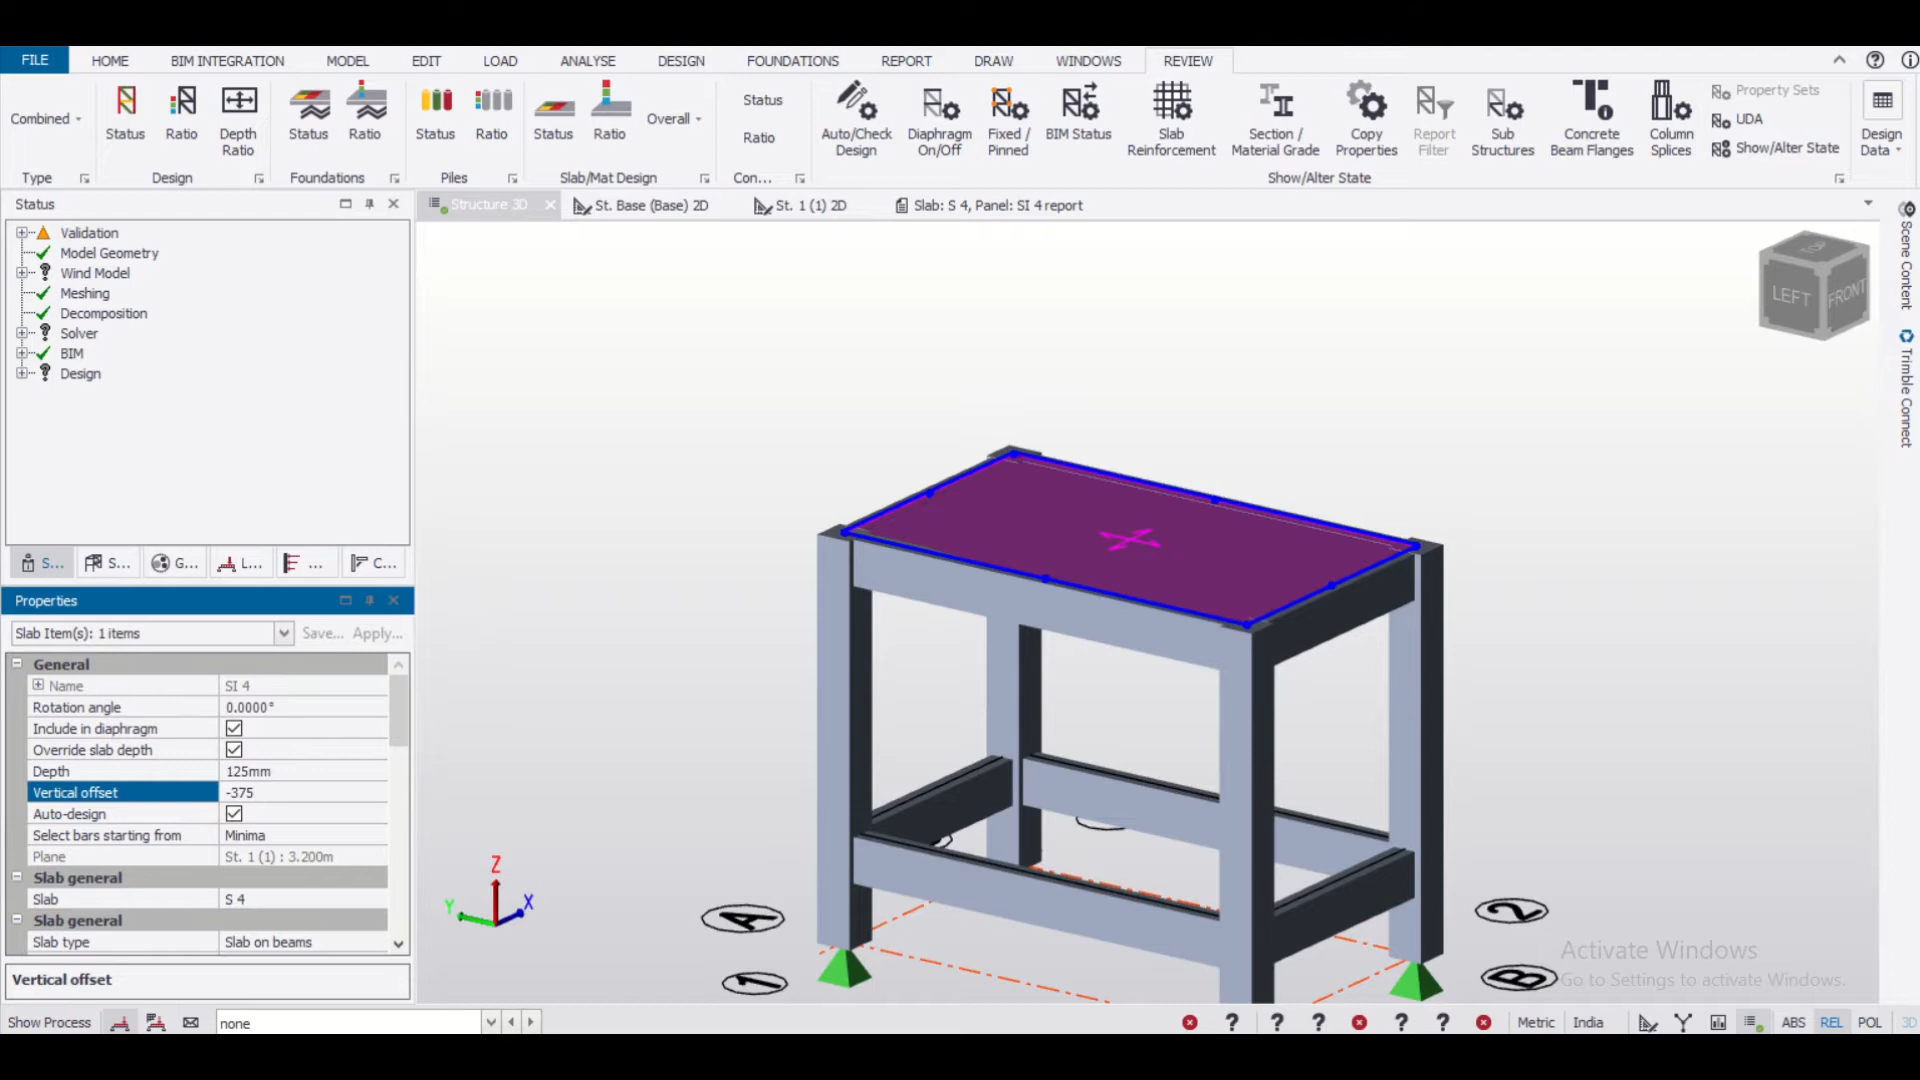 FILE HOME BIM INTEGRATION MODEL EDIT LOAD ANALYSE DESIGN FOUNDATIONS REPORT DRAW WINDOWS REVIEW
Combined Status Ratio Depth Ratio Status Ratio Status Ratio Status Ratio Overall Status Ratio Auto/Check Design Diaphragm On/Off Fixed / Pinned BIM Status Slab Reinforcement Section / Material Grade Copy Properties Report Filter Sub Structures Concrete Beam Flanges Column Splices Property Sets UDA Show/Alter State Design Data
Type Design Foundations Piles Slab/Mat Design Con... Show/Alter State
Status
Structure 3D St. Base (Base) 2D St. 1 (1) 2D Slab: S 4, Panel: SI 4 report
Validation
Model Geometry
Wind Model
Meshing
Decomposition
Solver
BIM
Design
S... S... G... L... ... C...
Properties
Slab Item(s): 1 items Save... Apply...
General
Name SI 4
Rotation angle 0.0000°
Include in diaphragm
Override slab depth
Depth 125mm
Vertical offset -375
Auto-design
Select bars starting from Minima
Plane St. 1 (1) : 3.200m
Slab general
Slab S 4
Slab general
Slab type Slab on beams
Vertical offset
TOP
LEFT FRONT
Scene Content
Trimble Connect
Z
Y X
A
1
2
B
Activate Windows
Go to Settings to activate Windows.
Show Process none Metric India ABS REL POL 3D